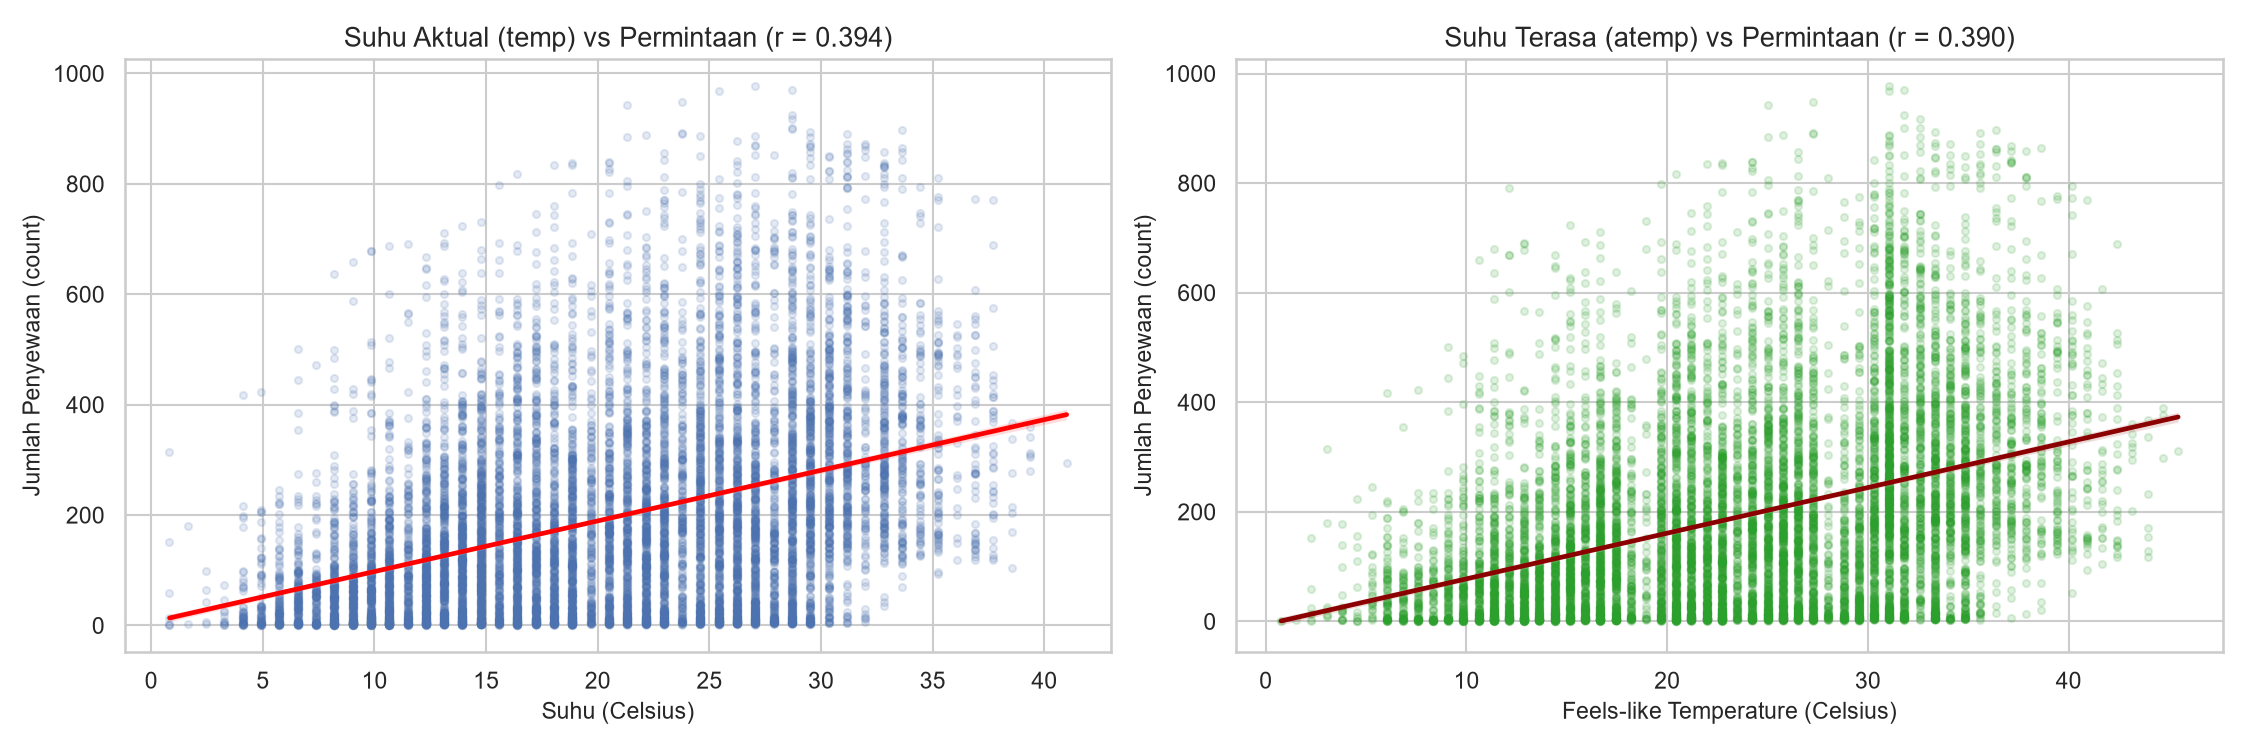 Suhu Aktual (temp) vs Permintaan (r = 0.394)
Jumlah Penyewaan (count)
1000
800
600
400
200
0
0 5 10 15 20 25 30 35 40
Suhu (Celsius)
Suhu Terasa (atemp) vs Permintaan (r = 0.390)
Jumlah Penyewaan (count)
1000
800
600
400
200
0
0 10 20 30 40
Feels-like Temperature (Celsius)